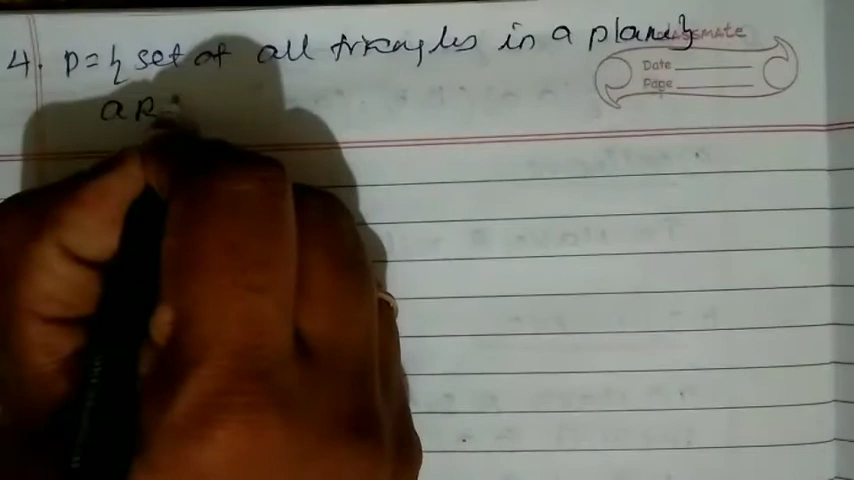 4. P = { set of all triangles in a plane}
Date
Page
aR